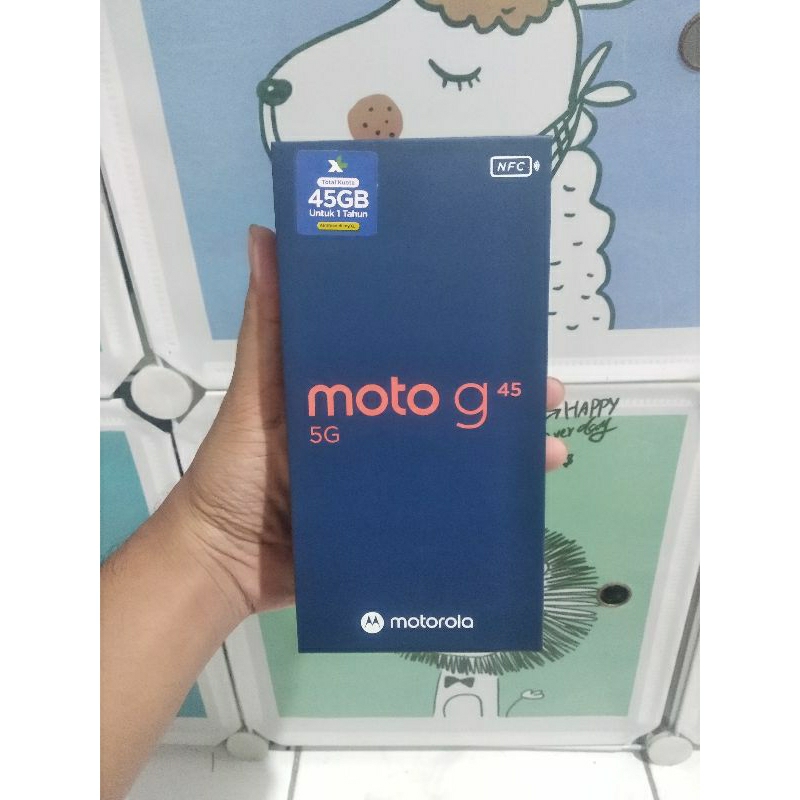 Total Kuota
45GB
Untuk 1 Tahun
NFC
moto g 45
5G
motorola
HAPPY